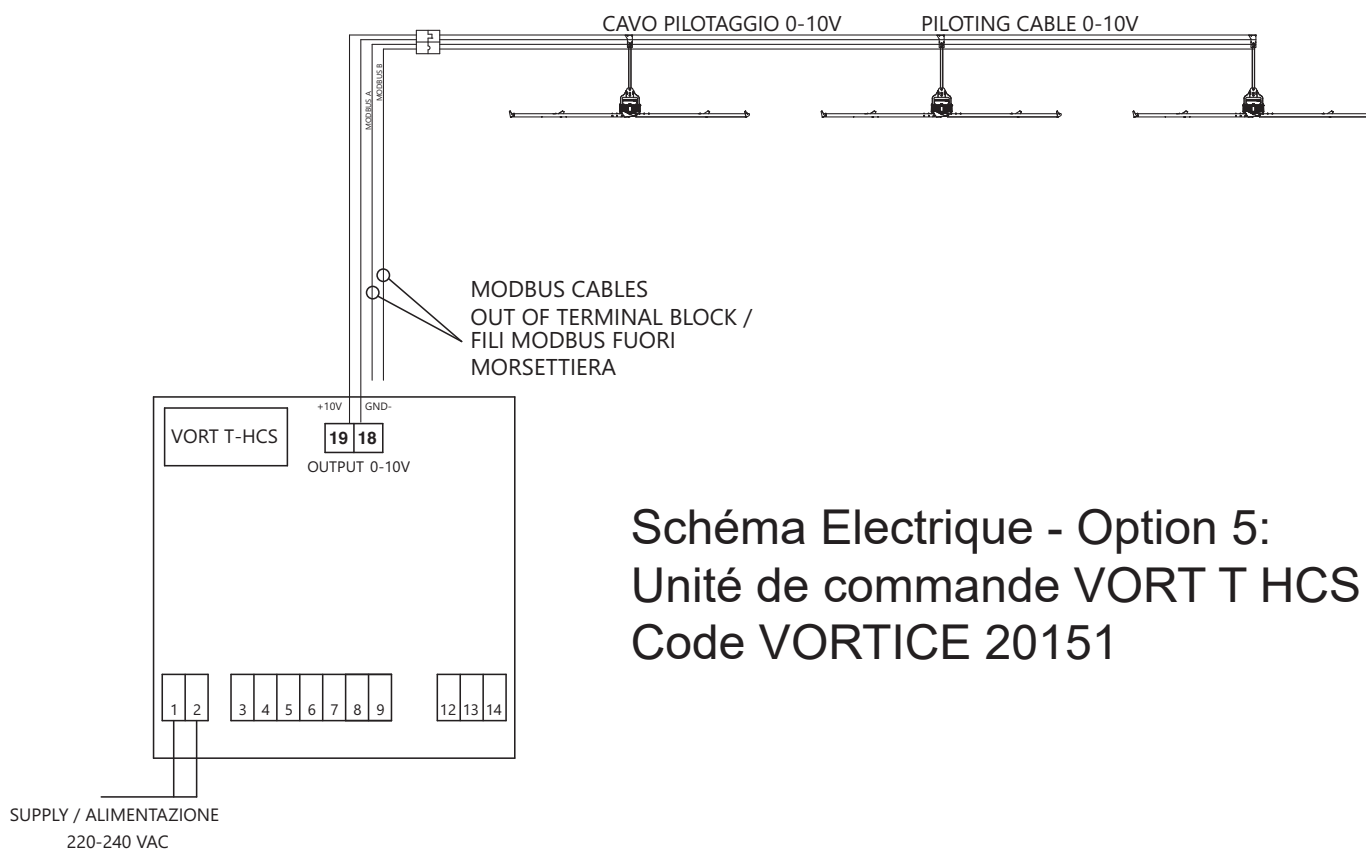 CAVO PILOTAGGIO 0-10V PILOTING CABLE 0-10V
MODBUS_A
MODBUS B
MODBUS CABLES
OUT OF TERMINAL BLOCK /
FILI MODBUS FUORI
MORSETTIERA
+10V GND-
VORT T-HCS
19 18
OUTPUT 0-10V
Schéma Electrique - Option 5:
Unité de commande VORT T HCS
Code VORTICE 20151
1 2 3 4 5 6 7 8 9 12 13 14
SUPPLY / ALIMENTAZIONE
220-240 VAC